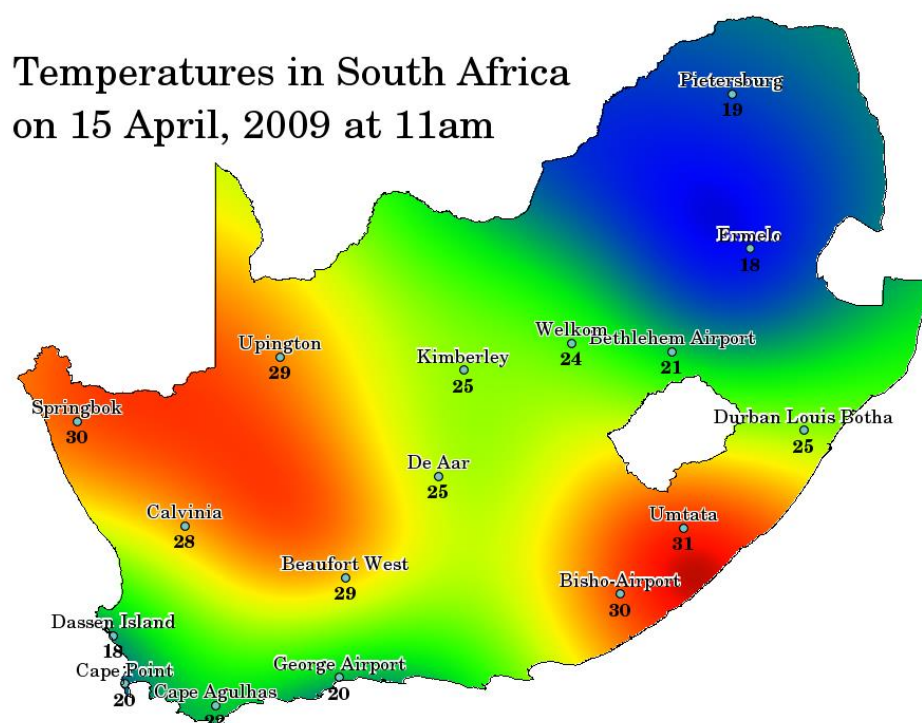 Temperatures in South Africa
on 15 April, 2009 at 11am
Pietersburg
19
Ermelo
18
Upington
29
Kimberley
25
Welkom
24
Bethlehem Airport
21
Springbok
30
Durban Louis Botha
25
De Aar
25
Calvinia
28
Umtata
31
Beaufort West
29
Bisho-Airport
30
Dassen Island
18
Cape Point
20
George Airport
20
Cape Agulhas
22